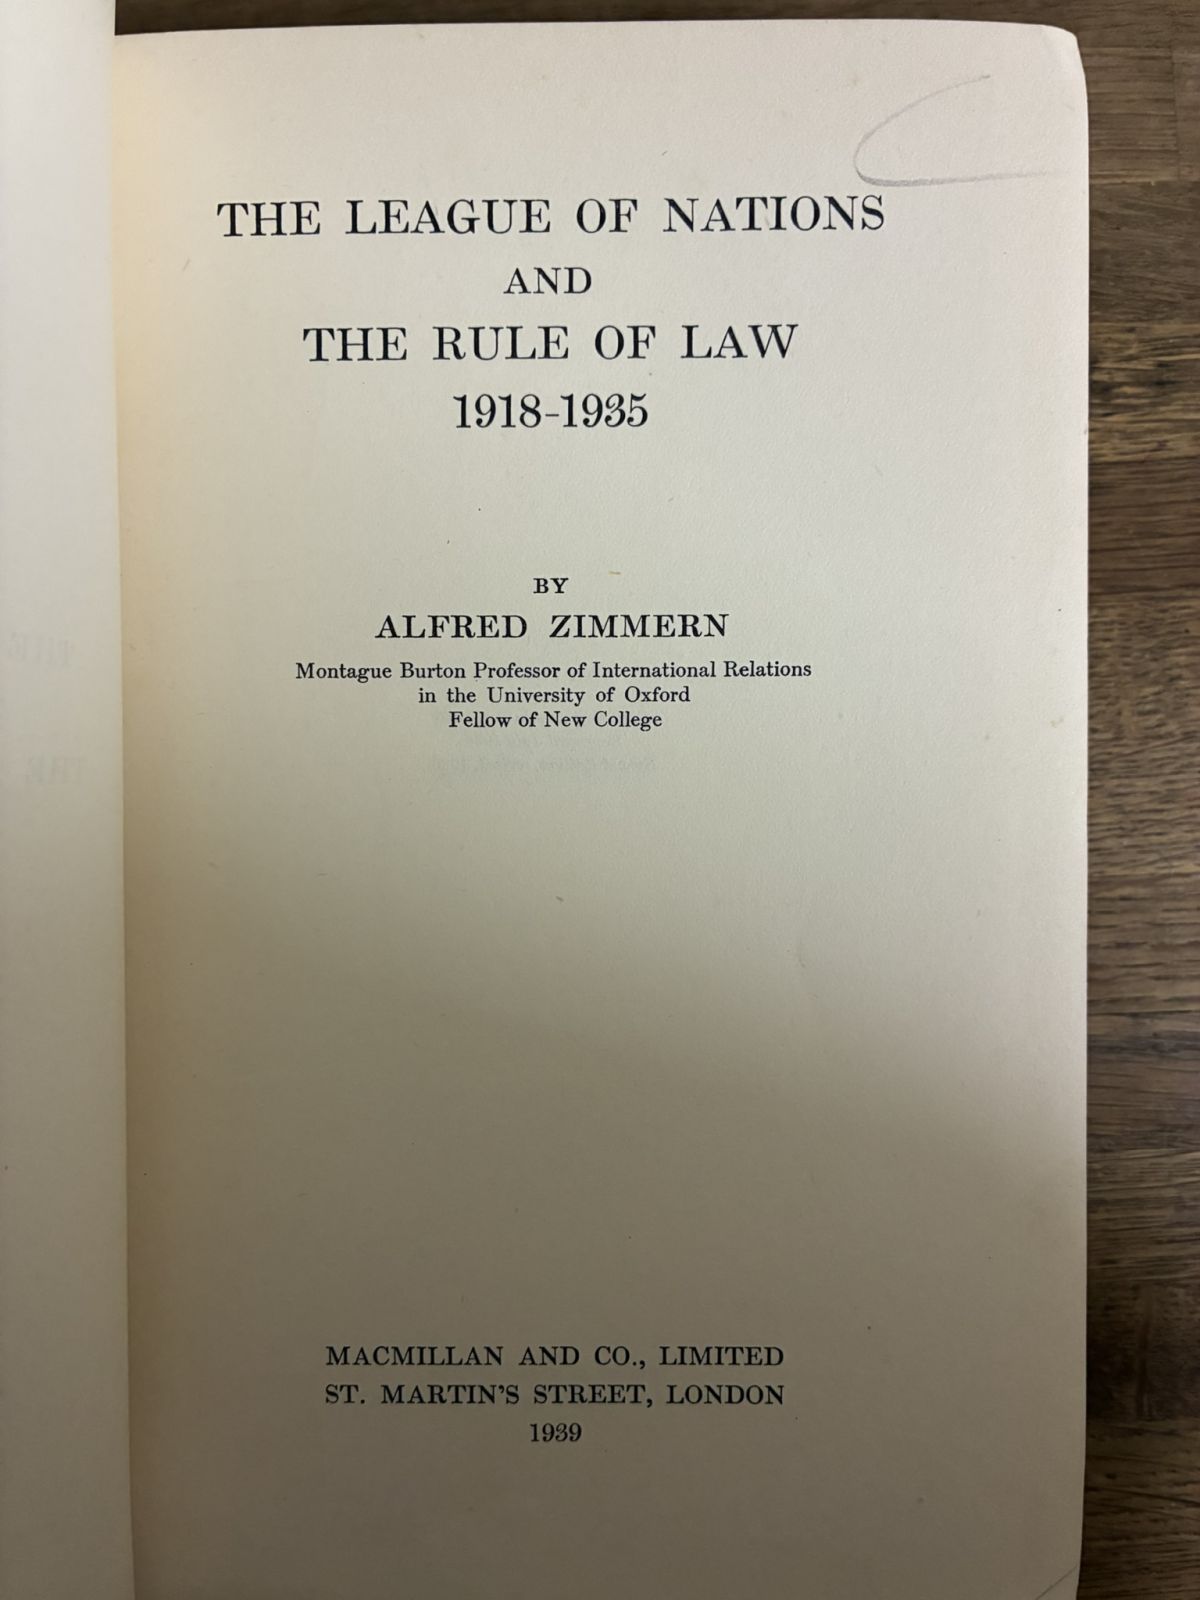 THE LEAGUE OF NATIONS
AND
THE RULE OF LAW
1918-1935
BY
ALFRED ZIMMERN
Montague Burton Professor of International Relations
in the University of Oxford
Fellow of New College
MACMILLAN AND CO., LIMITED
ST. MARTIN'S STREET, LONDON
1939